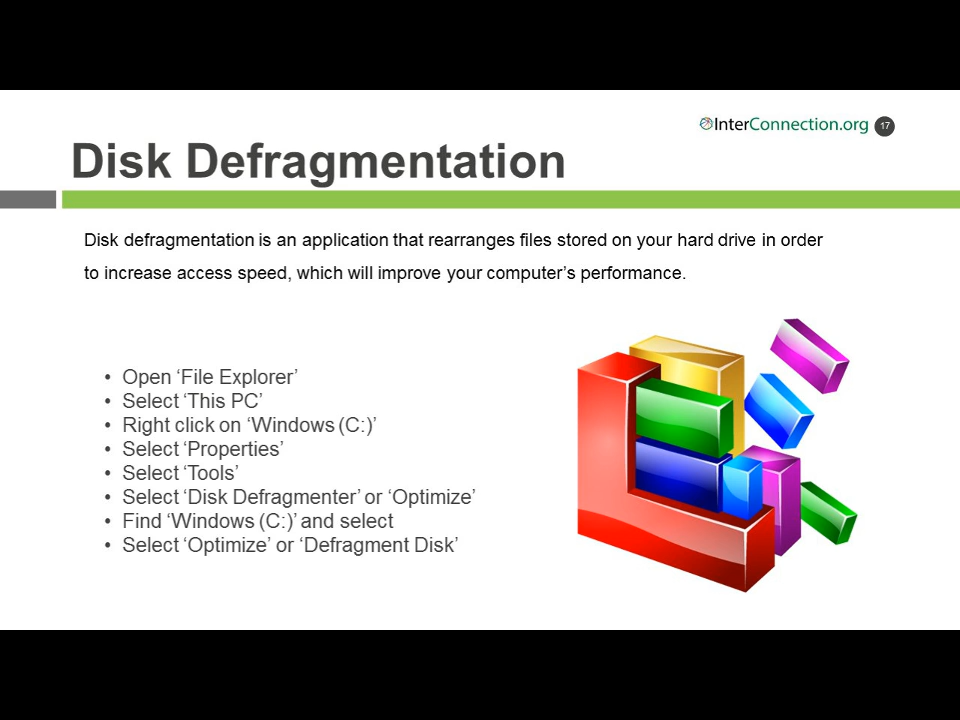 InterConnection.org 17
Disk Defragmentation
Disk defragmentation is an application that rearranges files stored on your hard drive in order
to increase access speed, which will improve your computer’s performance.
• Open ‘File Explorer’
• Select ‘This PC’
• Right click on ‘Windows (C:)’
• Select ‘Properties’
• Select ‘Tools’
• Select ‘Disk Defragmenter’ or ‘Optimize’
• Find ‘Windows (C:)’ and select
• Select ‘Optimize’ or ‘Defragment Disk’